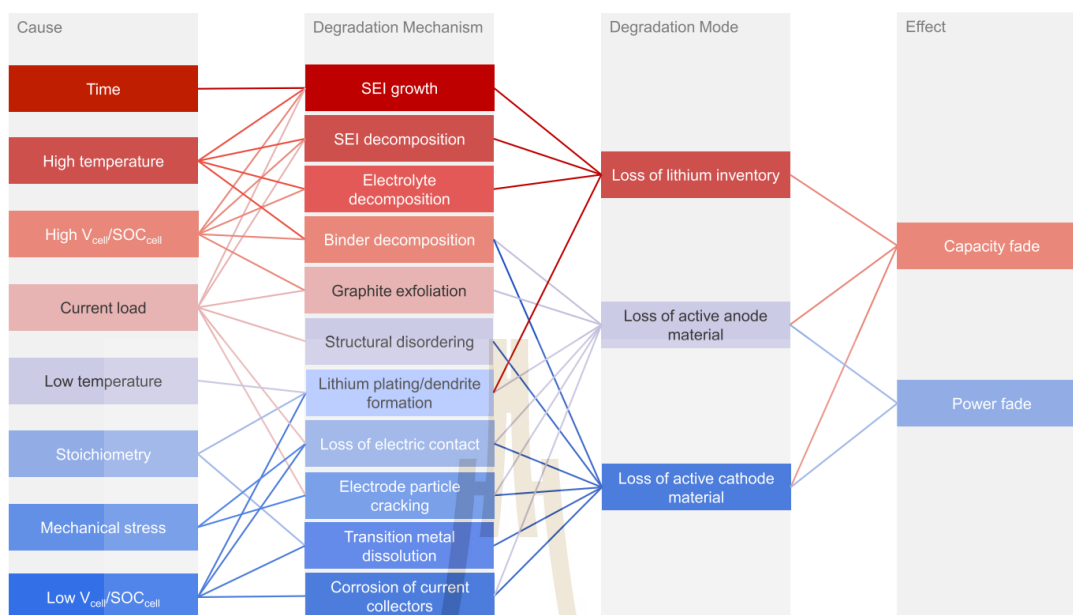 Cause
Degradation Mechanism
Degradation Mode
Effect
Time
High temperature
High Vcell/SOCcell
Current load
Low temperature
Stoichiometry
Mechanical stress
Low Vcell/SOCcell
SEI growth
SEI decomposition
Electrolyte
decomposition
Binder decomposition
Graphite exfoliation
Structural disordering
Lithium plating/dendrite
formation
Loss of electric contact
Electrode particle
cracking
Transition metal
dissolution
Corrosion of current
collectors
Loss of lithium inventory
Loss of active anode
material
Loss of active cathode
material
Capacity fade
Power fade